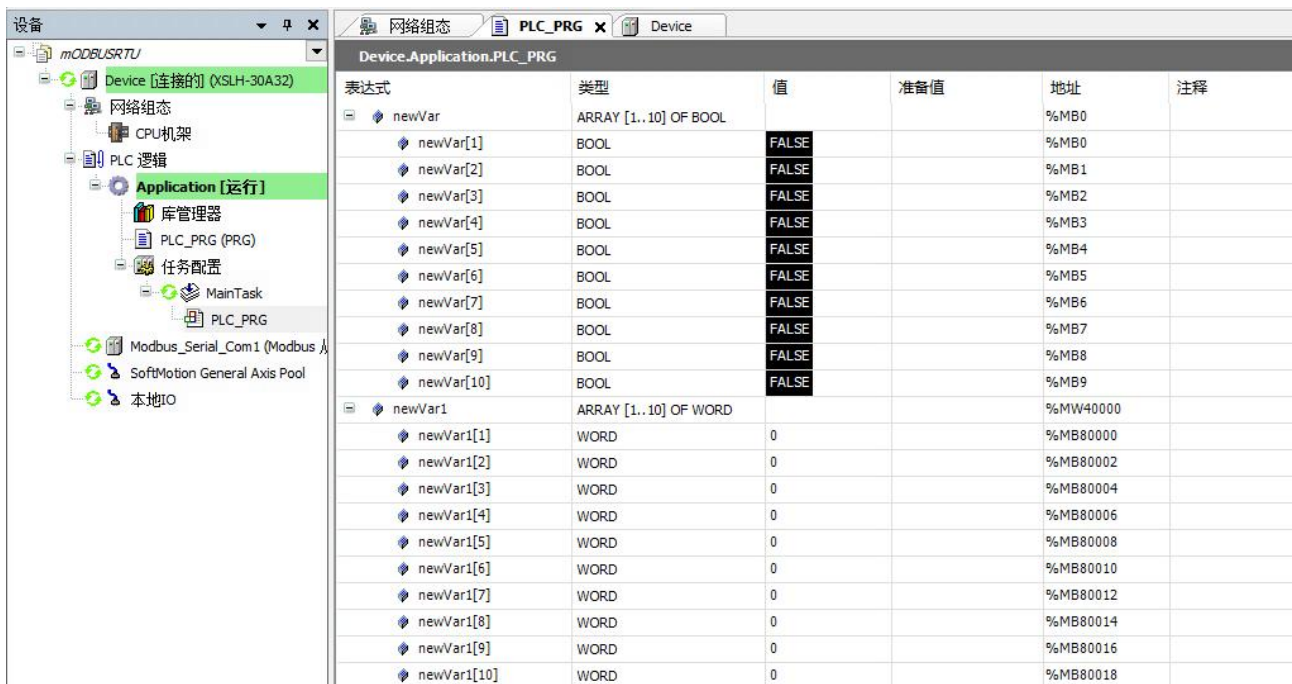 设备
mODBUSRTU
Device [连接的] (XSLH-30A32)
网络组态
CPU机架
PLC 逻辑
Application [运行]
库管理器
PLC_PRG (PRG)
任务配置
MainTask
PLC_PRG
Modbus_Serial_Com1 (Modbus 从
SoftMotion General Axis Pool
本地IO
网络组态 PLC_PRG X Device
Device.Application.PLC_PRG
表达式 类型 值 准备值 地址 注释
newVar ARRAY [1..10] OF BOOL %MB0
newVar[1] BOOL FALSE %MB0
newVar[2] BOOL FALSE %MB1
newVar[3] BOOL FALSE %MB2
newVar[4] BOOL FALSE %MB3
newVar[5] BOOL FALSE %MB4
newVar[6] BOOL FALSE %MB5
newVar[7] BOOL FALSE %MB6
newVar[8] BOOL FALSE %MB7
newVar[9] BOOL FALSE %MB8
newVar[10] BOOL FALSE %MB9
newVar1 ARRAY [1..10] OF WORD %MW40000
newVar1[1] WORD 0 %MB80000
newVar1[2] WORD 0 %MB80002
newVar1[3] WORD 0 %MB80004
newVar1[4] WORD 0 %MB80006
newVar1[5] WORD 0 %MB80008
newVar1[6] WORD 0 %MB80010
newVar1[7] WORD 0 %MB80012
newVar1[8] WORD 0 %MB80014
newVar1[9] WORD 0 %MB80016
newVar1[10] WORD 0 %MB80018